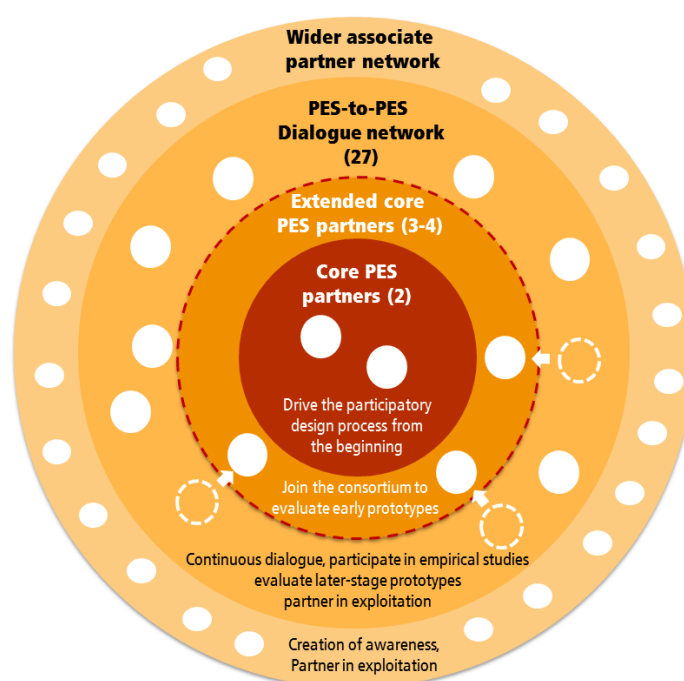 Wider associate
partner network
PES-to-PES
Dialogue network
(27)
Extended core
PES partners (3-4)
Core PES
partners (2)
Drive the participatory
design process from
the beginning
Join the consortium to
evaluate early prototypes
Continuous dialogue, participate in empirical studies
evaluate later-stage prototypes
partner in exploitation
Creation of awareness,
Partner in exploitation